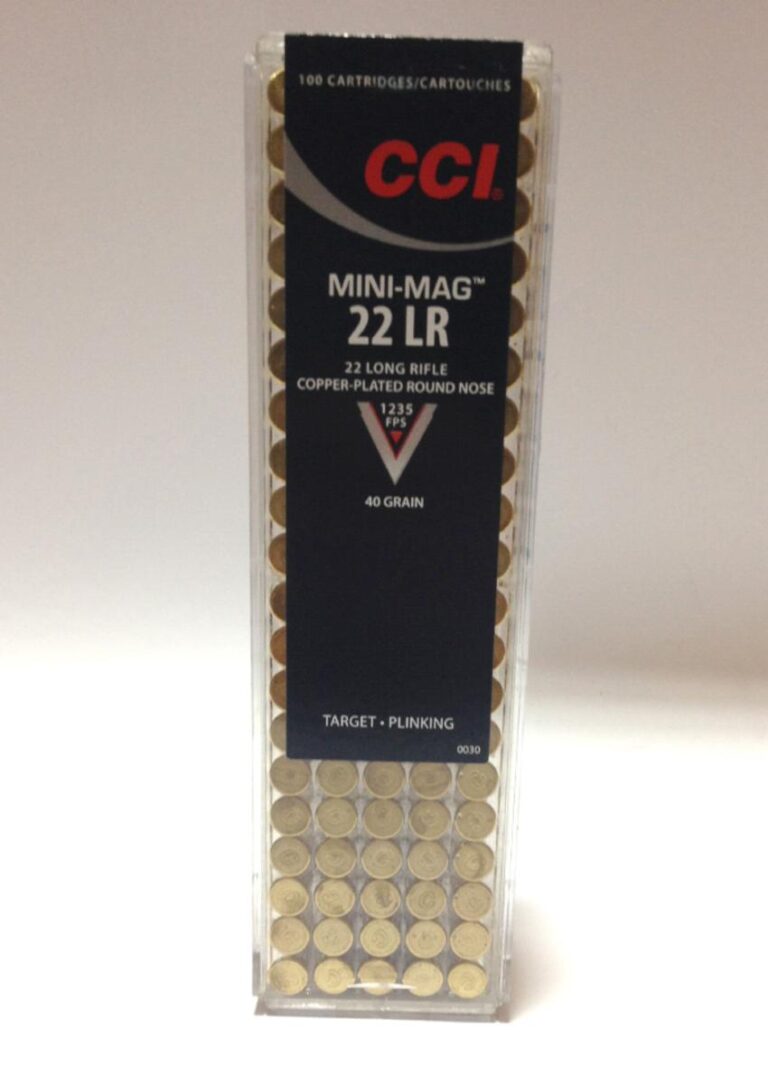 100 CARTRIDGES/CARTOUCHES
CCI®
MINI-MAG™
22 LR
22 LONG RIFLE
COPPER-PLATED ROUND NOSE
1235
FPS
40 GRAIN
TARGET • PLINKING
0030